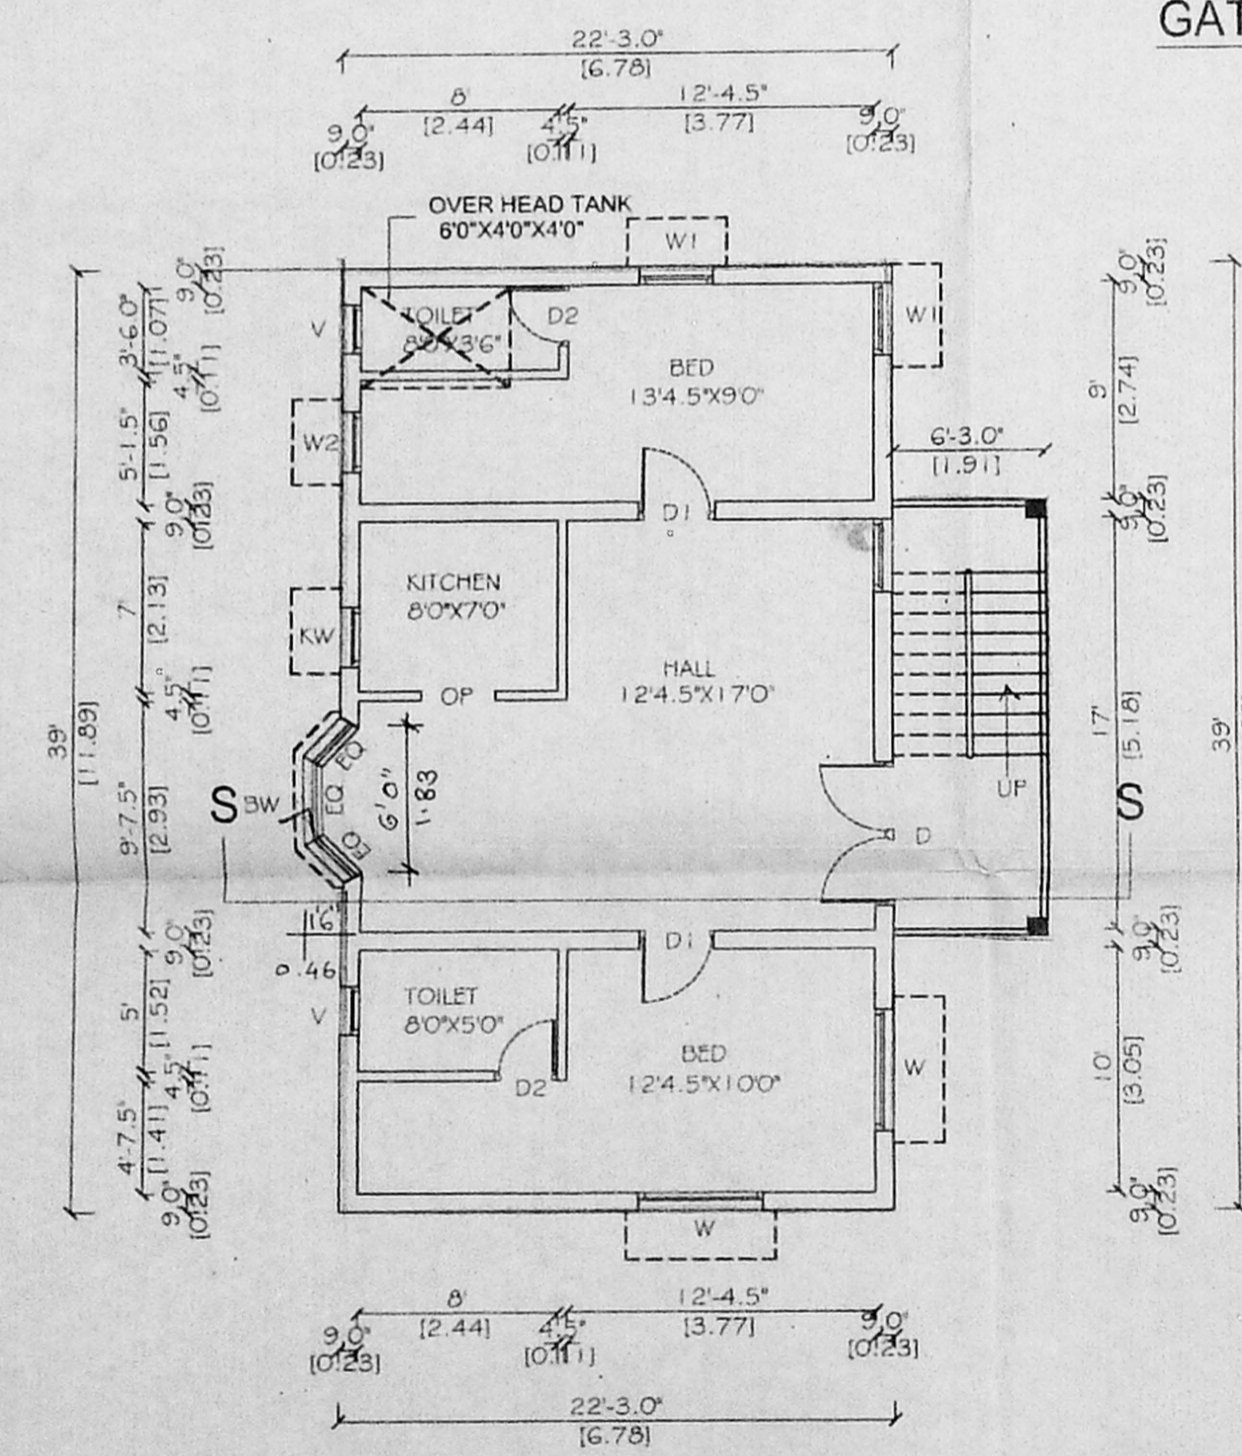 GAT
22'-3.0"
[6.78]
8'
[2.44]
12'-4.5"
[3.77]
9.0"
[0.23]
4.5"
[0.11]
9.0"
[0.23]
OVER HEAD TANK
6'0"X4'0"X4'0"
W1
V
TOILET
8'0"X3'6"
D2
BED
13'4.5"X9'0"
W1
W2
6'-3.0"
[1.91]
D1
KITCHEN
8'0"X7'0"
KW
OP
HALL
12'4.5"X17'0"
UP
S
BW
EQ
EQ
EQ
6'0"
1.83
D
S
1'6"
0.46
D1
V
TOILET
8'0"X5'0"
D2
BED
12'4.5"X10'0"
W
W
39'
[11.89]
9.0"
[0.23]
3'-6.0"
[1.07]
4.5"
[0.11]
5'-1.5"
[1.56]
9.0"
[0.23]
7'
[2.13]
4.5"
[0.11]
9'-7.5"
[2.93]
9.0"
[0.23]
5'
[1.52]
4.5"
[0.11]
4'-7.5"
[1.41]
9.0"
[0.23]
9.0"
[0.23]
9'
[2.74]
9.0"
[0.23]
17'
[5.18]
9.0"
[0.23]
10'
[3.05]
9.0"
[0.23]
39'
8'
[2.44]
12'-4.5"
[3.77]
9.0"
[0.23]
4.5"
[0.11]
9.0"
[0.23]
22'-3.0"
[6.78]